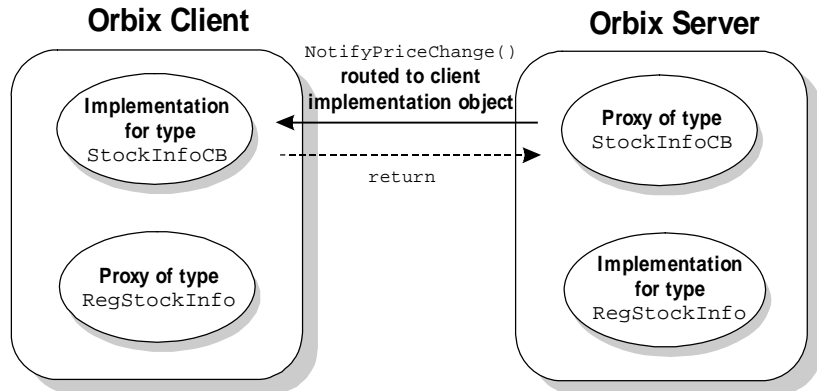 Orbix Client
Orbix Server
NotifyPriceChange()
routed to client
implementation object
Implementation
for type
StockInfoCB
Proxy of type
StockInfoCB
return
Proxy of type
RegStockInfo
Implementation
for type
RegStockInfo